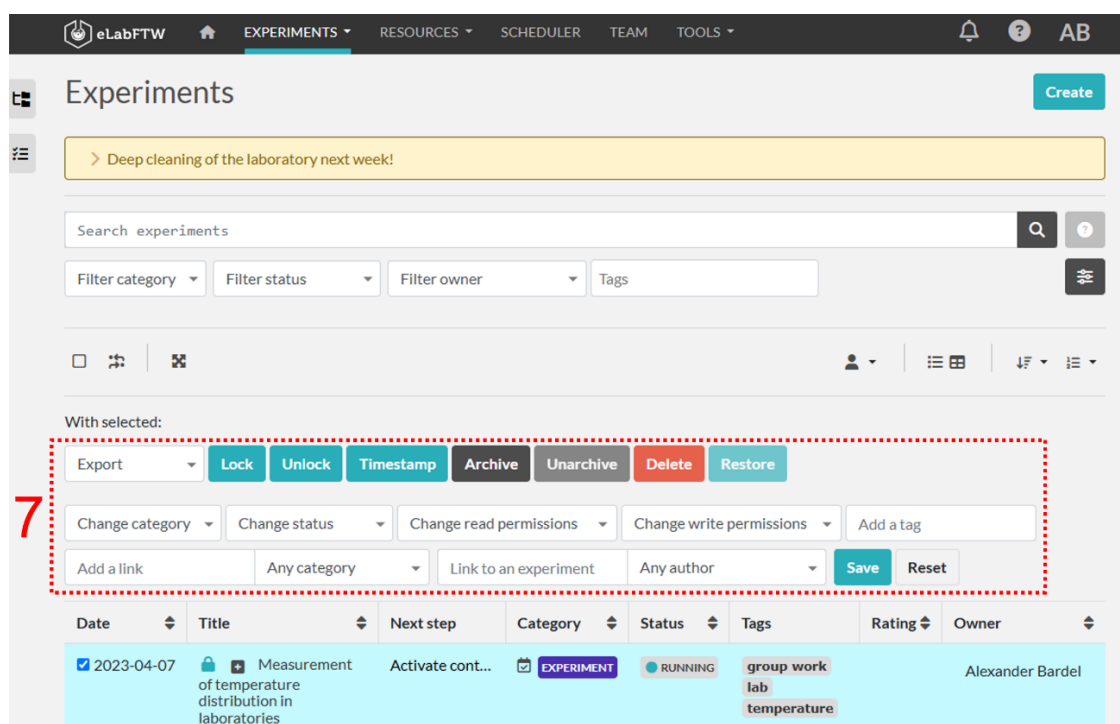 eLabFTW EXPERIMENTS RESOURCES SCHEDULER TEAM TOOLS ? AB
Experiments Create
Deep cleaning of the laboratory next week!
Search experiments ?
Filter category Filter status Filter owner Tags
With selected:
7
Export Lock Unlock Timestamp Archive Unarchive Delete Restore
Change category Change status Change read permissions Change write permissions Add a tag
Add a link Any category Link to an experiment Any author Save Reset
Date Title Next step Category Status Tags Rating Owner
2023-04-07 Measurement Activate cont... EXPERIMENT RUNNING group work Alexander Bardel
of temperature lab
distribution in temperature
laboratories